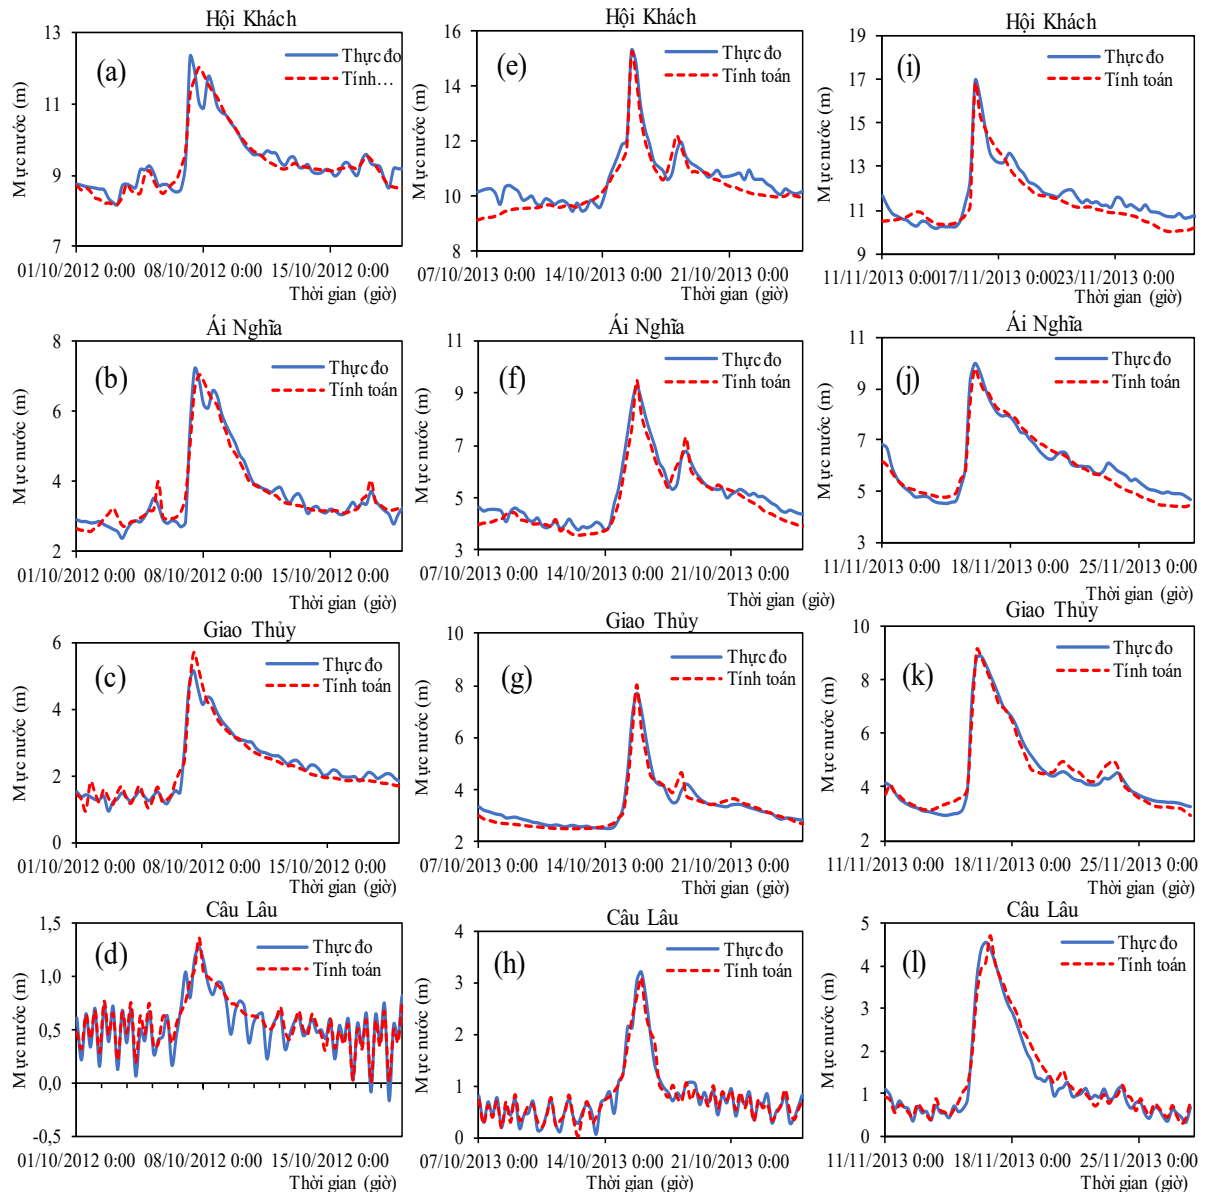 Hội Khách
Mực nước (m)
13
11
9
7
(a)
Thực đo
Tính…
01/10/2012 0:00
08/10/2012 0:00
15/10/2012 0:00
Thời gian (giờ)
Hội Khách
Mực nước (m)
16
14
12
10
8
(e)
Thực đo
Tính toán
07/10/2013 0:00
14/10/2013 0:00
21/10/2013 0:00
Thời gian (giờ)
Hội Khách
Mực nước (m)
19
17
15
13
11
9
(i)
Thực đo
Tính toán
11/11/2013 0:00
17/11/2013 0:00
23/11/2013 0:00
Thời gian (giờ)
Ái Nghĩa
Mực nước (m)
8
6
4
2
(b)
Thực đo
Tính toán
01/10/2012 0:00
08/10/2012 0:00
15/10/2012 0:00
Thời gian (giờ)
Ái Nghĩa
Mực nước (m)
11
9
7
5
3
(f)
Thực đo
Tính toán
07/10/2013 0:00
14/10/2013 0:00
21/10/2013 0:00
Thời gian (giờ)
Ái Nghĩa
Mực nước (m)
11
9
7
5
3
(j)
Thực đo
Tính toán
11/11/2013 0:00
18/11/2013 0:00
25/11/2013 0:00
Thời gian (giờ)
Giao Thủy
Mực nước (m)
6
4
2
0
(c)
Thực đo
Tính toán
01/10/2012 0:00
08/10/2012 0:00
15/10/2012 0:00
Thời gian (giờ)
Giao Thủy
Mực nước (m)
10
8
6
4
2
(g)
Thực đo
Tính toán
07/10/2013 0:00
14/10/2013 0:00
21/10/2013 0:00
Thời gian (giờ)
Giao Thủy
Mực nước (m)
10
8
6
4
2
(k)
Thực đo
Tính toán
11/11/2013 0:00
18/11/2013 0:00
25/11/2013 0:00
Thời gian (giờ)
Câu Lâu
Mực nước (m)
1,5
1,0
0,5
0,0
-0,5
(d)
Thực đo
Tính toán
01/10/2012 0:00
08/10/2012 0:00
15/10/2012 0:00
Thời gian (giờ)
Câu Lâu
Mực nước (m)
4
3
2
1
0
(h)
Thực đo
Tính toán
07/10/2013 0:00
14/10/2013 0:00
21/10/2013 0:00
Thời gian (giờ)
Câu Lâu
Mực nước (m)
5
4
3
2
1
0
(l)
Thực đo
Tính toán
11/11/2013 0:00
18/11/2013 0:00
25/11/2013 0:00
Thời gian (giờ)